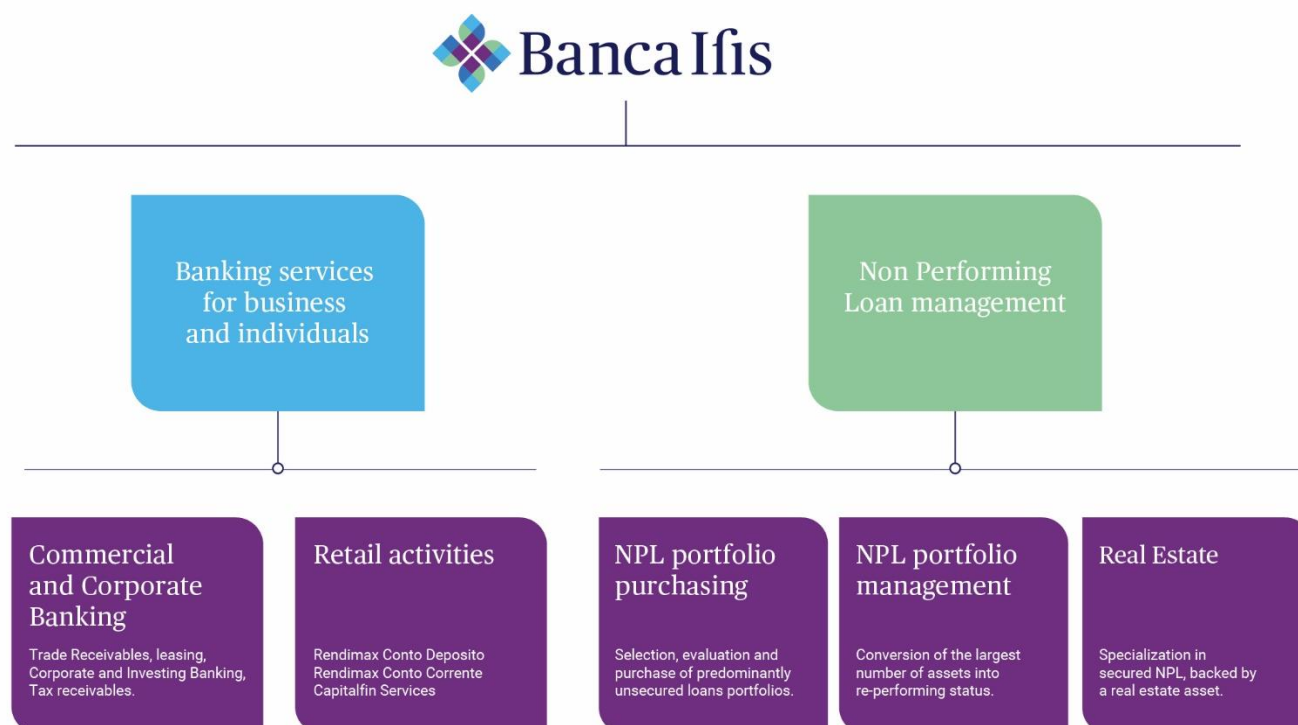 Banca Ifis
Banking services
for business
and individuals
Non Performing
Loan management
Commercial
and Corporate
Banking
Trade Receivables, leasing,
Corporate and Investing Banking,
Tax receivables.
Retail activities
Rendimax Conto Deposito
Rendimax Conto Corrente
Capitalfin Services
NPL portfolio
purchasing
Selection, evaluation and
purchase of predominantly
unsecured loans portfolios.
NPL portfolio
management
Conversion of the largest
number of assets into
re-performing status.
Real Estate
Specialization in
secured NPL, backed by
a real estate asset.